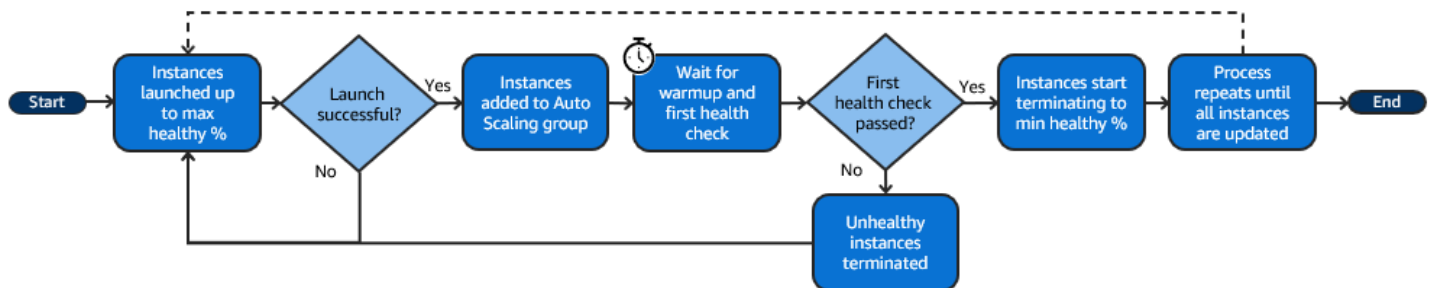 Start
Instances
launched up
to max
healthy %
Launch
successful?
Yes
No
Instances
added to Auto
Scaling group
Wait for
warmup and
first health
check
First
health check
passed?
Yes
No
Unhealthy
instances
terminated
Instances start
terminating to
min healthy %
Process
repeats until
all instances
are updated
End